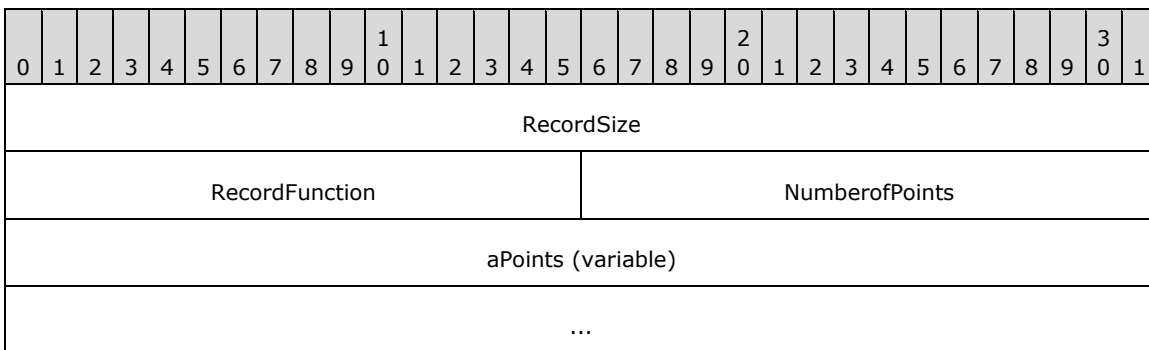 1 2 3
0 1 2 3 4 5 6 7 8 9 0 1 2 3 4 5 6 7 8 9 0 1 2 3 4 5 6 7 8 9 0 1
RecordSize
RecordFunction NumberofPoints
aPoints (variable)
...